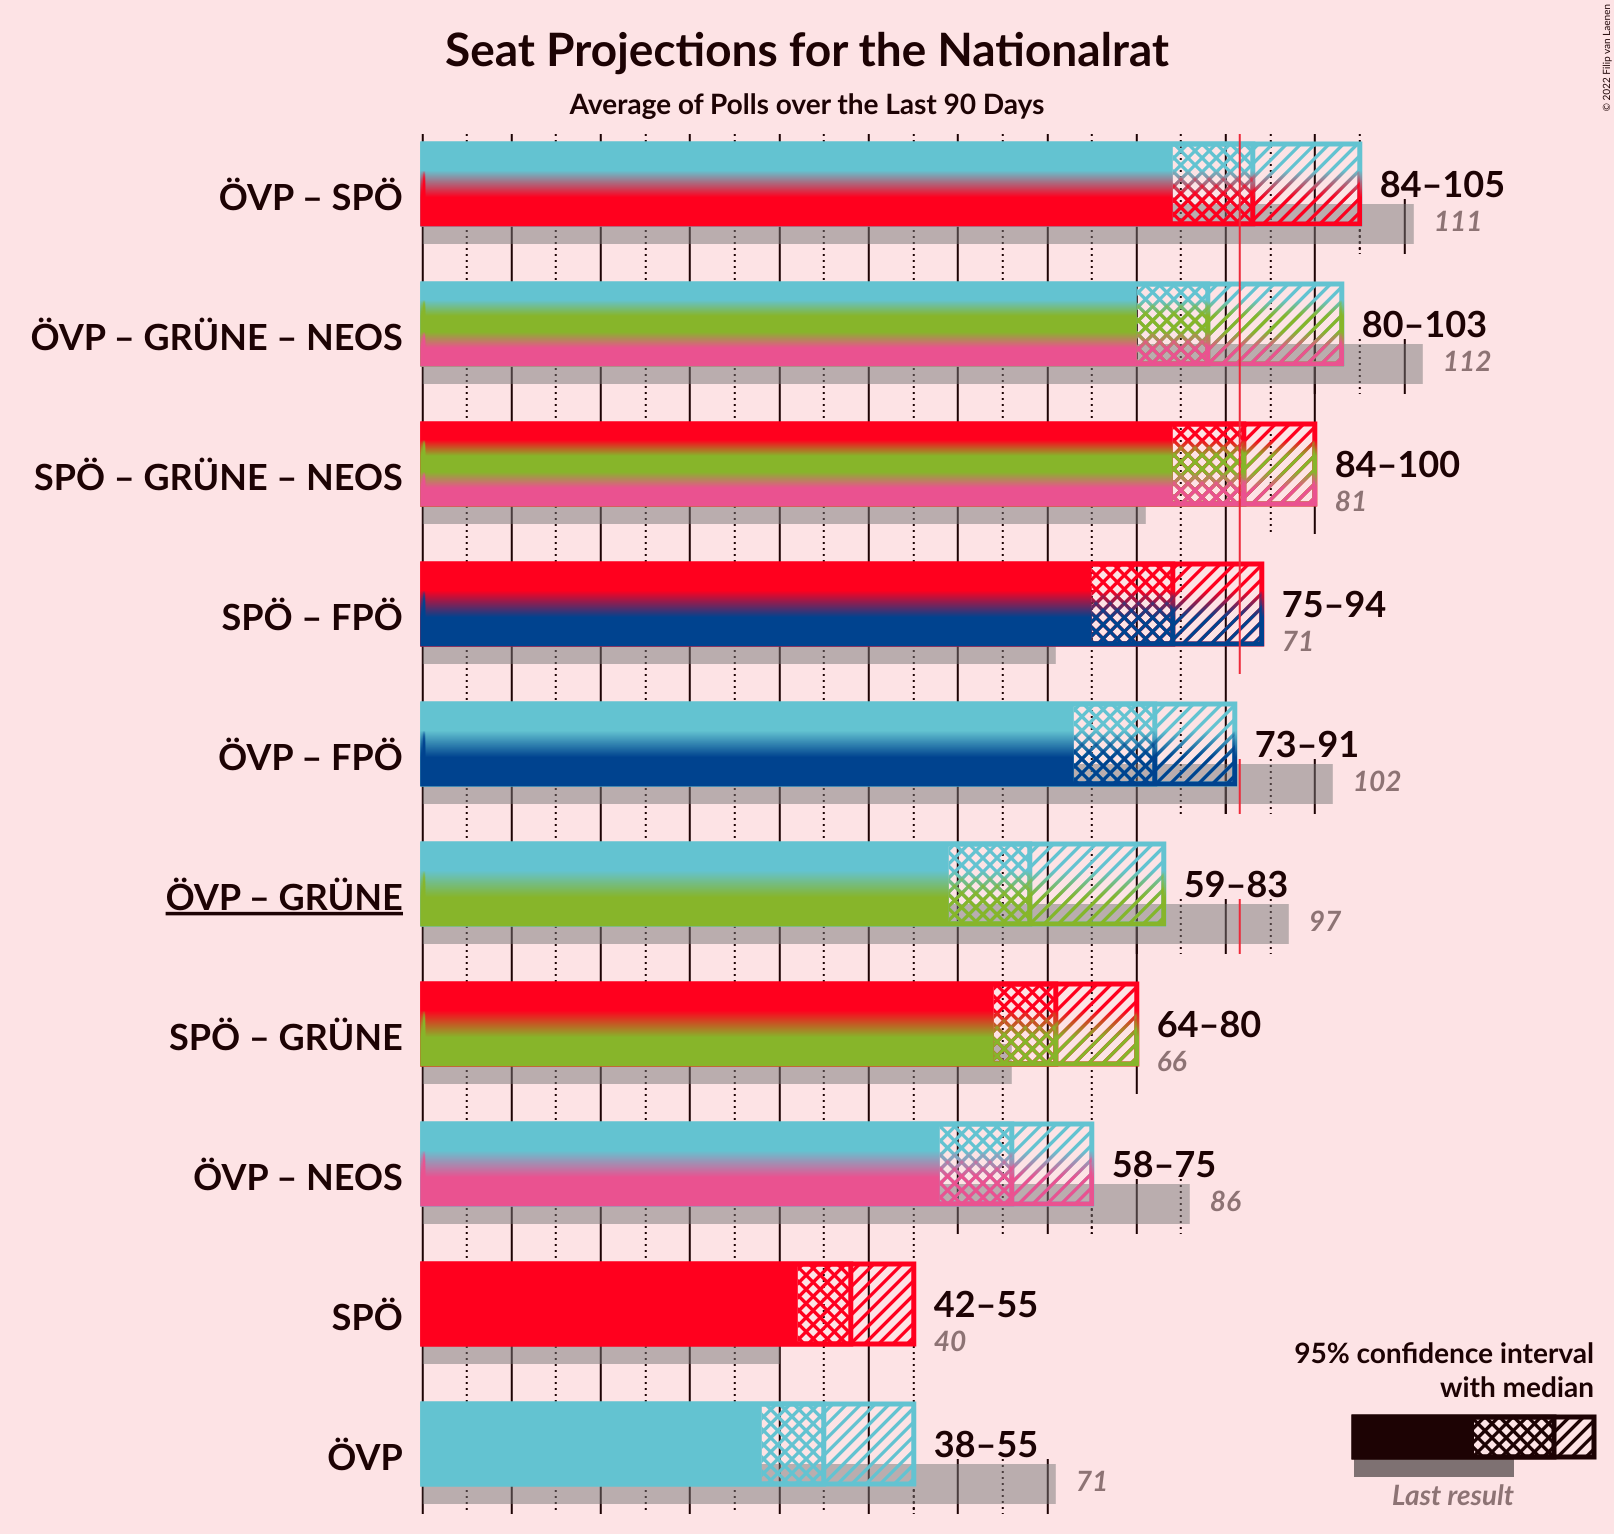 Seat Projections for the Nationalrat
Average of Polls over the Last 90 Days
© 2022 Filip van Laenen
ÖVP – SPÖ
84–105
111
ÖVP – GRÜNE – NEOS
80–103
112
SPÖ – GRÜNE – NEOS
84–100
81
SPÖ – FPÖ
75–94
71
ÖVP – FPÖ
73–91
102
ÖVP – GRÜNE
59–83
97
SPÖ – GRÜNE
64–80
66
ÖVP – NEOS
58–75
86
SPÖ
42–55
40
ÖVP
38–55
71
95% confidence interval
with median
Last result